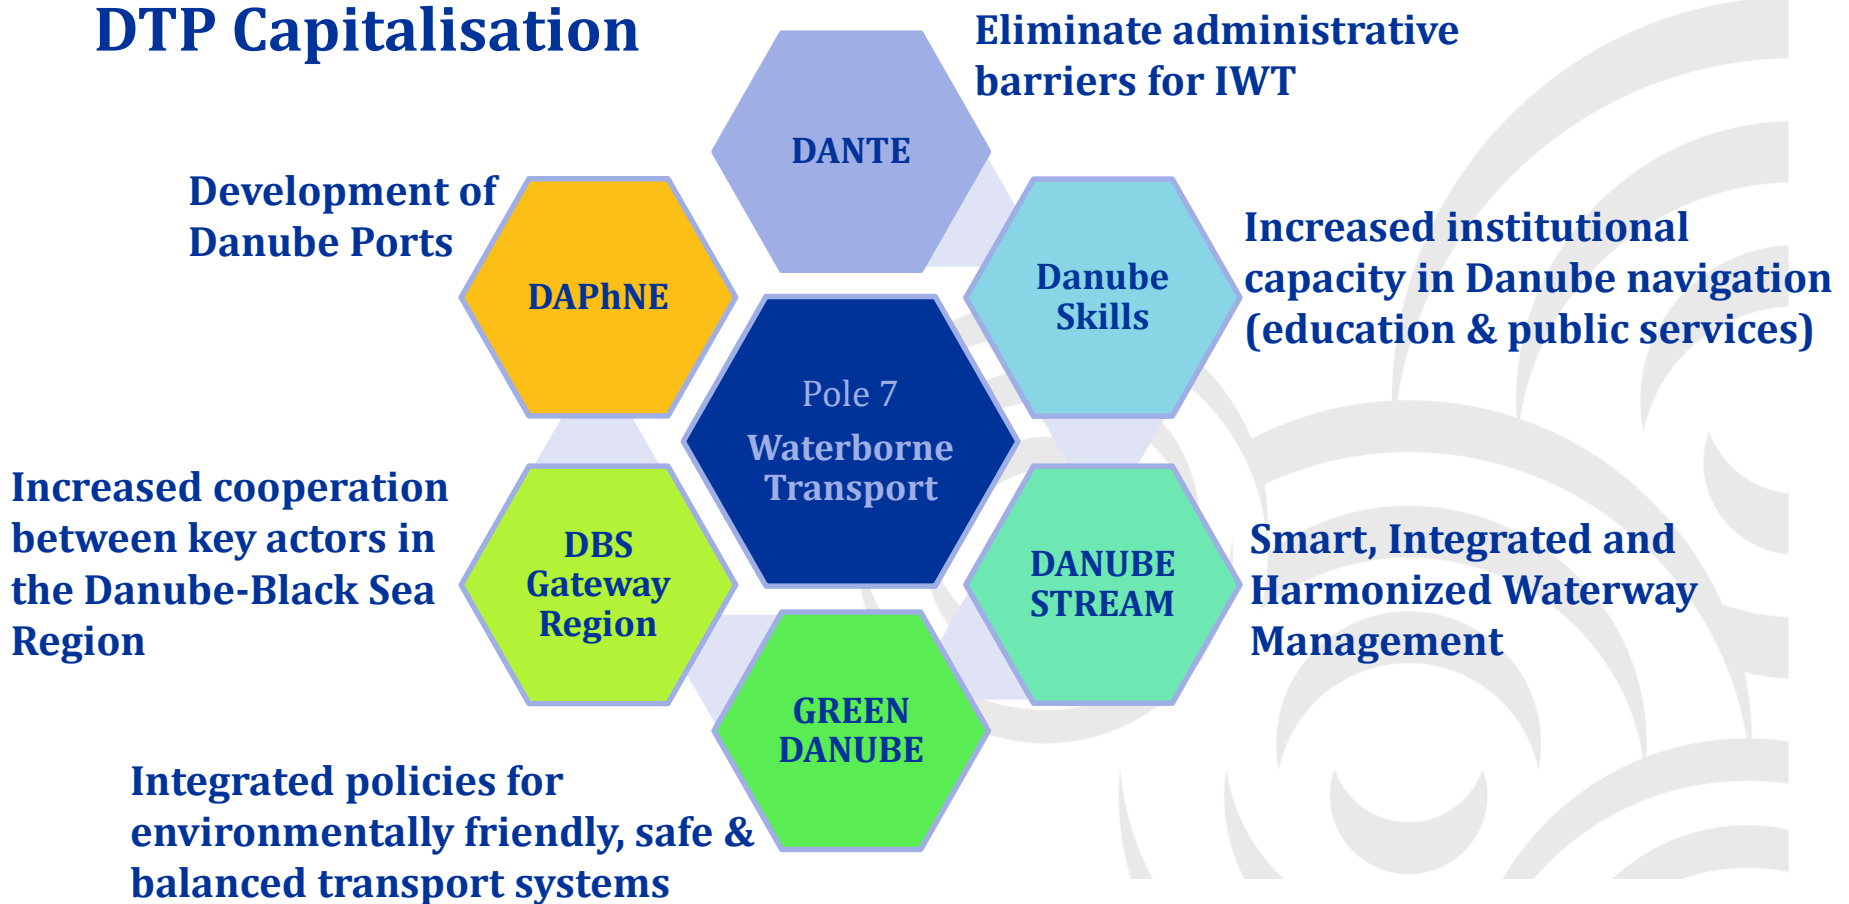 DTP Capitalisation
Eliminate administrative
barriers for IWT
DANTE
Development of
Danube Ports
DAPhNE
Danube
Skills
Increased institutional
capacity in Danube navigation
(education & public services)
Pole 7
Waterborne
Transport
Increased cooperation
between key actors in
the Danube-Black Sea
Region
DBS
Gateway
Region
DANUBE
STREAM
Smart, Integrated and
Harmonized Waterway
Management
GREEN
DANUBE
Integrated policies for
environmentally friendly, safe &
balanced transport systems